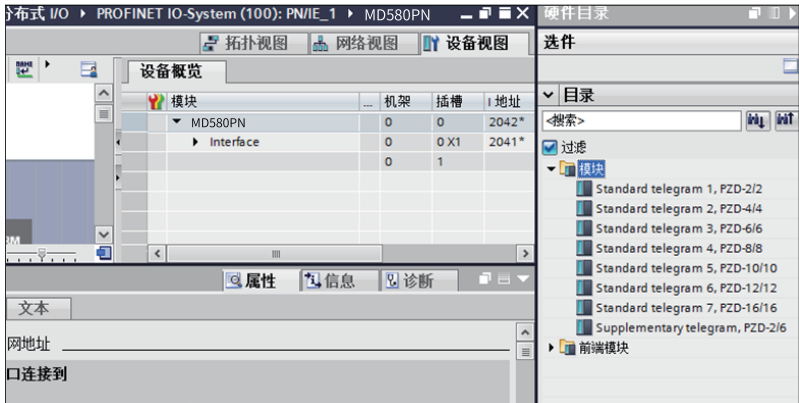 分布式 I/O ▸ PROFINET IO-System (100): PN/IE_1 ▸ MD580PN
拓扑视图 网络视图 设备视图
设备概览
模块 ... 机架 插槽 I 地址
MD580PN 0 0 2042*
Interface 0 0 X1 2041*
0 1
属性 信息 诊断
文本
网地址
口连接到
硬件目录
选件
目录
<搜索>
过滤
模块
Standard telegram 1, PZD-2/2
Standard telegram 2, PZD-4/4
Standard telegram 3, PZD-6/6
Standard telegram 4, PZD-8/8
Standard telegram 5, PZD-10/10
Standard telegram 6, PZD-12/12
Standard telegram 7, PZD-16/16
Supplementary telegram, PZD-2/6
前端模块